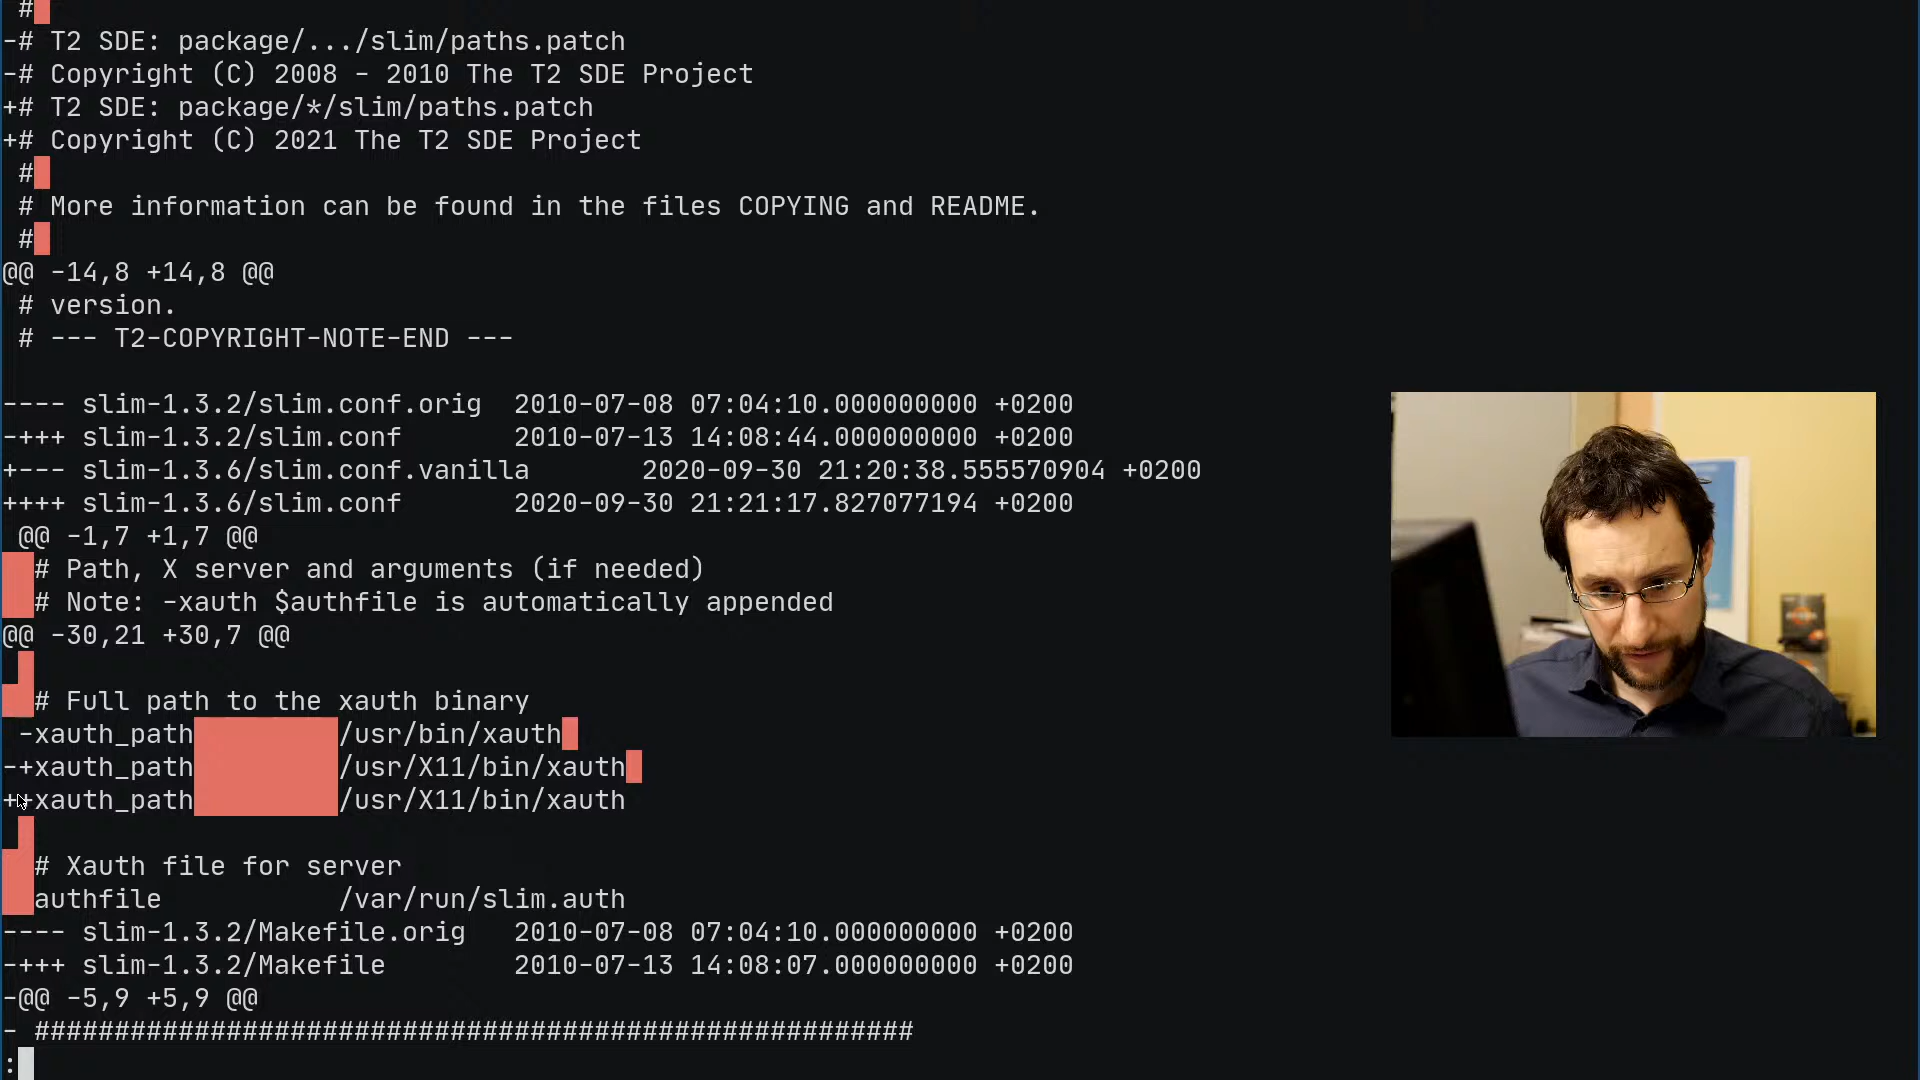 #
-# T2 SDE: package/.../slim/paths.patch
-# Copyright (C) 2008 - 2010 The T2 SDE Project
+# T2 SDE: package/*/slim/paths.patch
+# Copyright (C) 2021 The T2 SDE Project
 #
 # More information can be found in the files COPYING and README.
 #
@@ -14,8 +14,8 @@
 # version.
 # --- T2-COPYRIGHT-NOTE-END ---
---- slim-1.3.2/slim.conf.orig  2010-07-08 07:04:10.000000000 +0200
-+++ slim-1.3.2/slim.conf       2010-07-13 14:08:44.000000000 +0200
+--- slim-1.3.6/slim.conf.vanilla       2020-09-30 21:20:38.555570904 +0200
++++ slim-1.3.6/slim.conf       2020-09-30 21:21:17.827077194 +0200
 @@ -1,7 +1,7 @@
  # Path, X server and arguments (if needed)
  # Note: -xauth $authfile is automatically appended
@@ -30,21 +30,7 @@
  # Full path to the xauth binary
 -xauth_path         /usr/bin/xauth
-+xauth_path         /usr/X11/bin/xauth
++xauth_path         /usr/X11/bin/xauth
  # Xauth file for server
  authfile           /var/run/slim.auth
---- slim-1.3.2/Makefile.orig   2010-07-08 07:04:10.000000000 +0200
-+++ slim-1.3.2/Makefile        2010-07-13 14:08:07.000000000 +0200
-@@ -5,9 +5,9 @@
- #######################################################
: